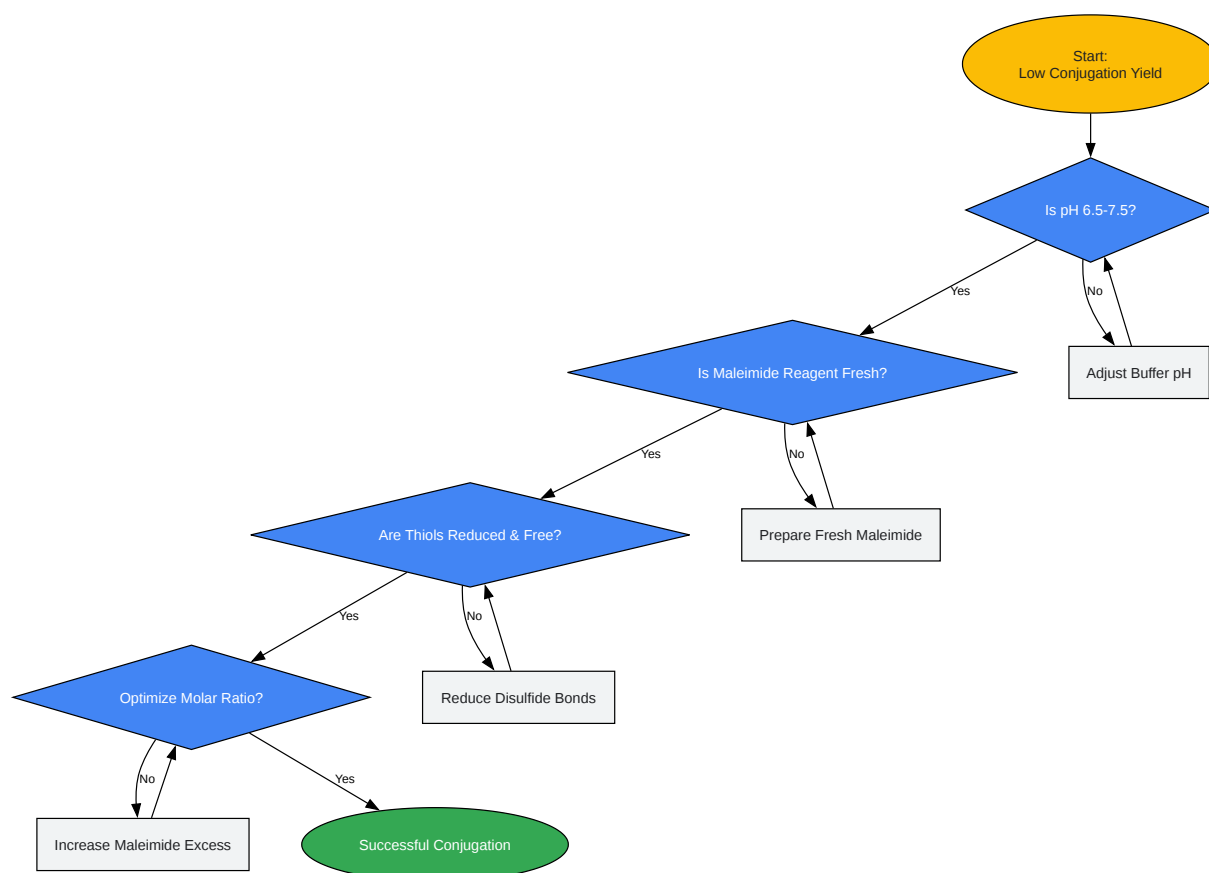 Start:
Low Conjugation Yield
Is pH 6.5-7.5?
Yes
No
Adjust Buffer pH
Is Maleimide Reagent Fresh?
Yes
No
Prepare Fresh Maleimide
Are Thiols Reduced & Free?
Yes
No
Reduce Disulfide Bonds
Optimize Molar Ratio?
No
Yes
Increase Maleimide Excess
Successful Conjugation